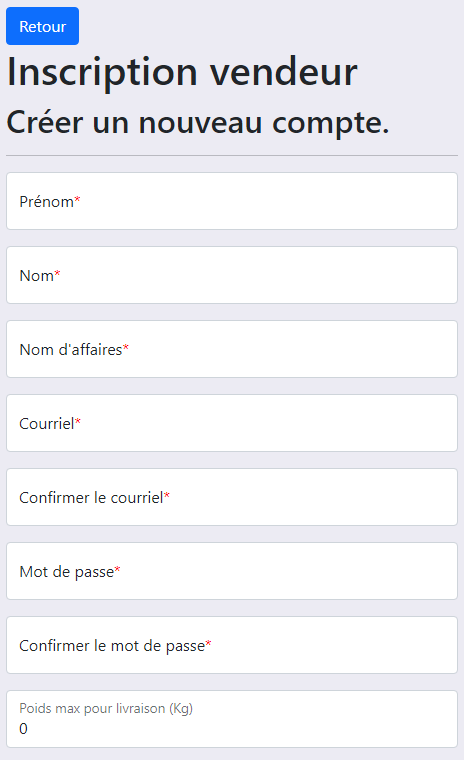 Retour
Inscription vendeur
Créer un nouveau compte.
Prénom*
Nom*
Nom d'affaires*
Courriel*
Confirmer le courriel*
Mot de passe*
Confirmer le mot de passe*
Poids max pour livraison (Kg)
0